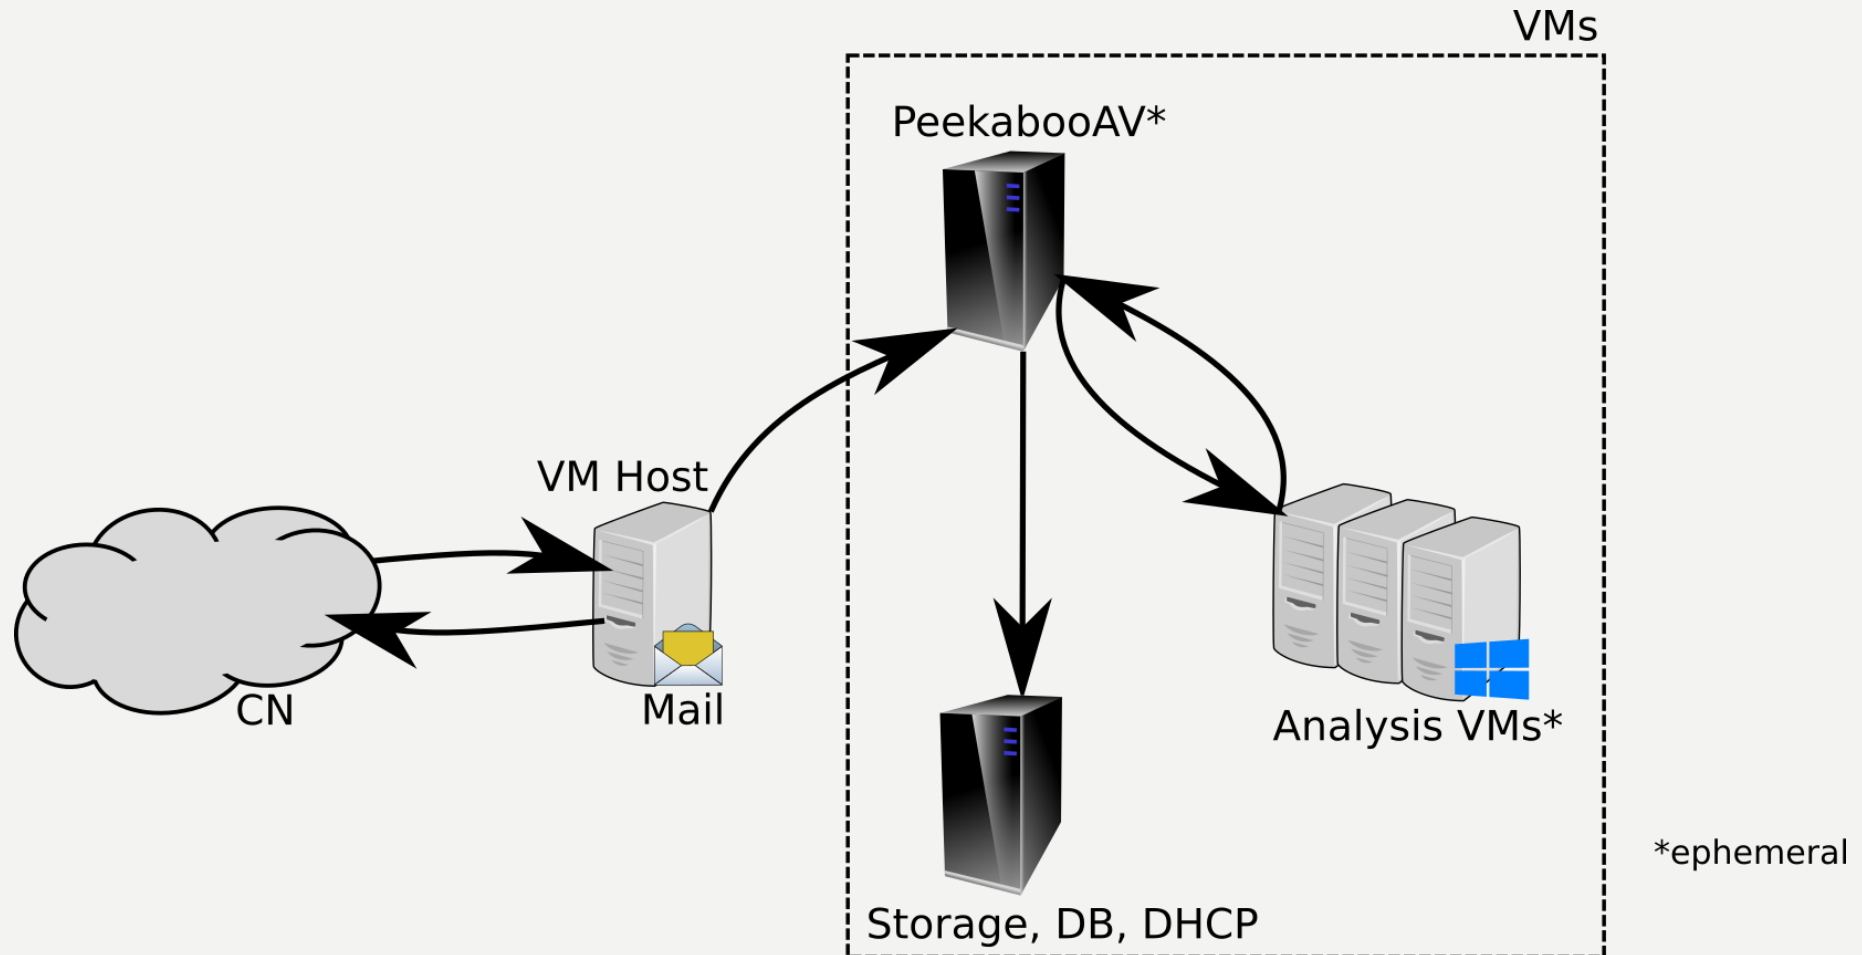 VMs
PeekabooAV*
VM Host
CN
Mail
Analysis VMs*
*ephemeral
Storage, DB, DHCP